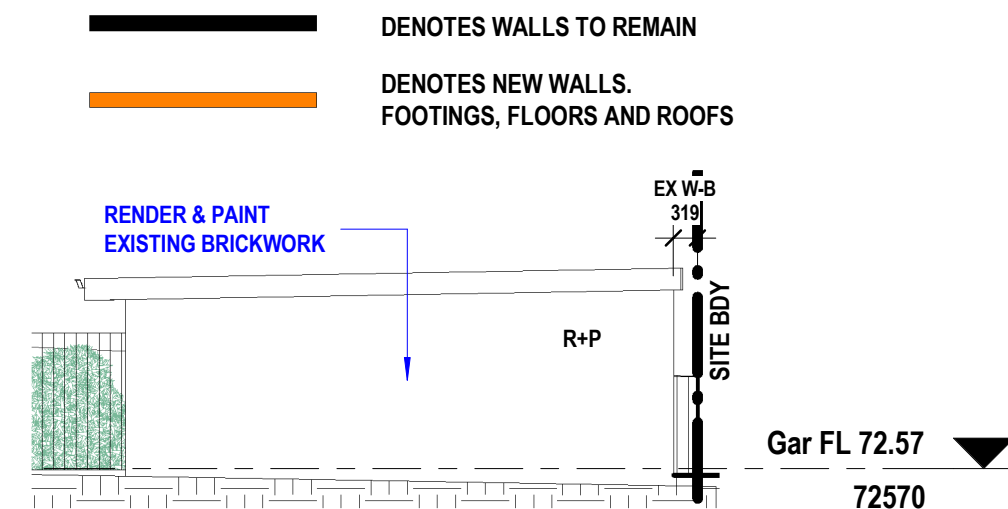 DENOTES WALLS TO REMAIN
DENOTES NEW WALLS.
FOOTINGS, FLOORS AND ROOFS
EX W-B
319
RENDER & PAINT
EXISTING BRICKWORK
R+P
SITE BDY
Gar FL 72.57
72570